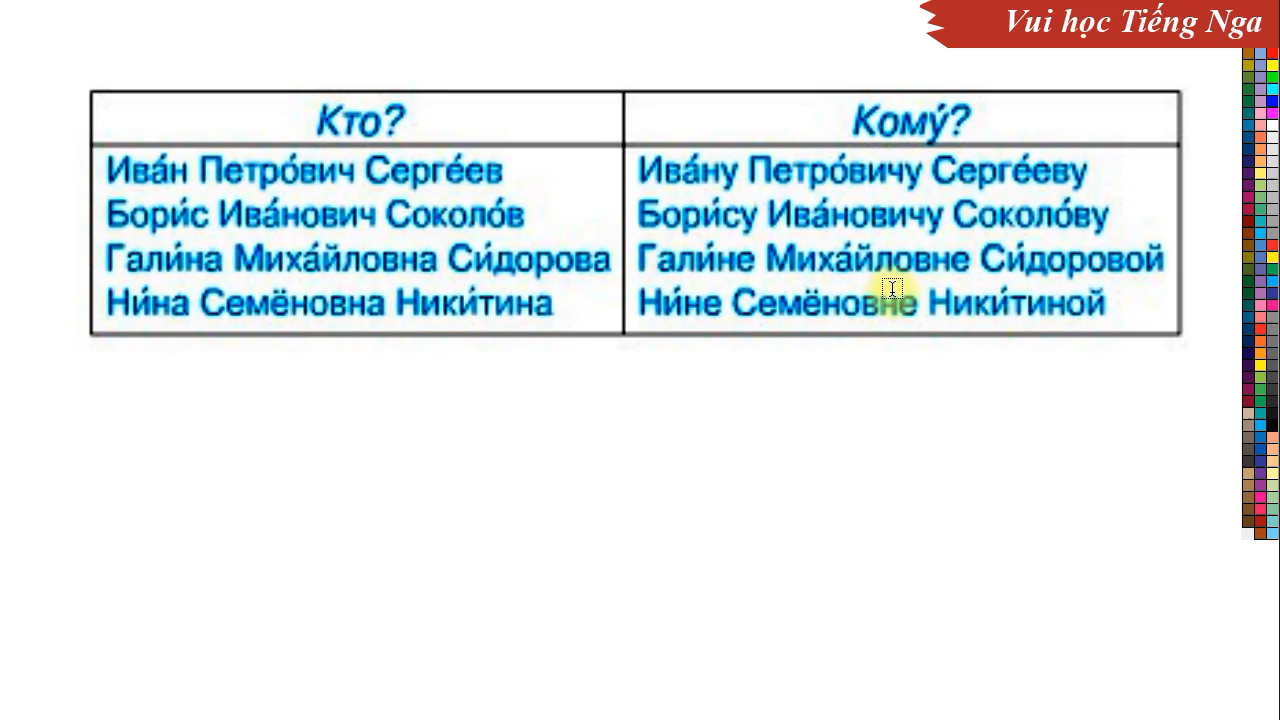 Vui học Tiếng Nga
Кто? Кому́?
Ива́н Петро́вич Серге́ев Ива́ну Петро́вичу Серге́еву
Бори́с Ива́нович Соколо́в Бори́су Ива́новичу Соколо́ву
Гали́на Миха́йловна Си́дорова Гали́не Миха́йловне Си́доровой
Ни́на Семёновна Ники́тина Ни́не Семёновне Ники́тиной